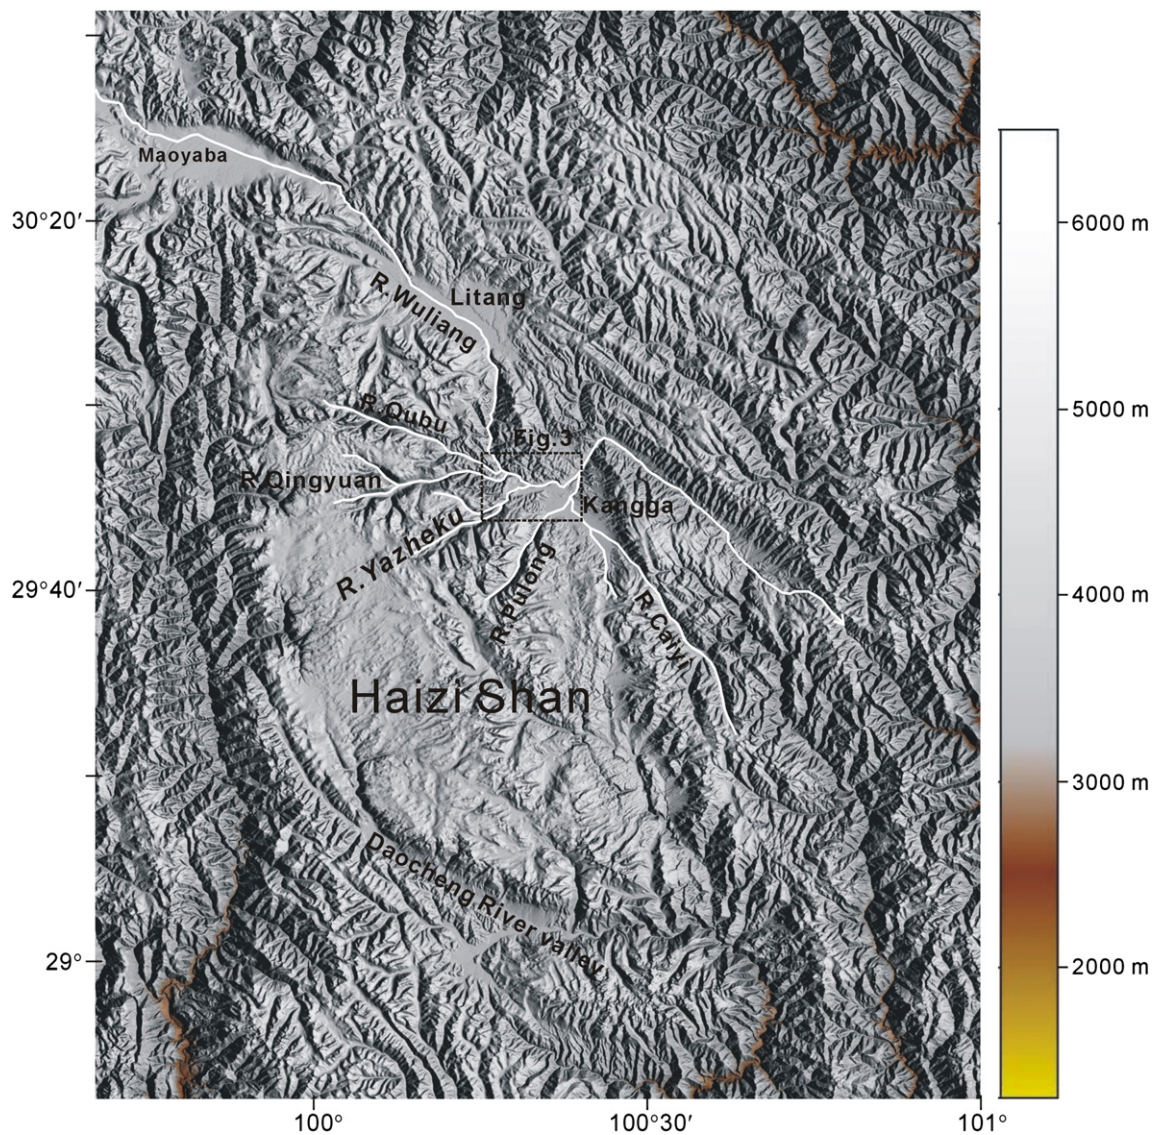 Maoyaba
30°20′
6000 m
R.Wuliang
Litang
5000 m
R.Qubu
Fig.3
R.Qingyuan
Kangga
R.Yazheku
29°40′
4000 m
R.Puiong
R.Caiyi
Haizi Shan
3000 m
Daocheng River valley
29°
2000 m
100°
100°30′
101°